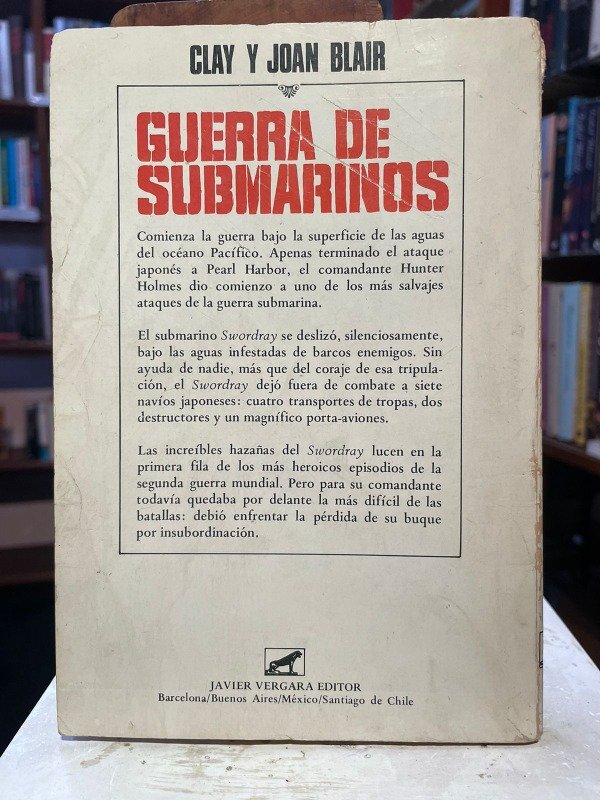 CLAY Y JOAN BLAIR
GUERRA DE
SUBMARINOS
Comienza la guerra bajo la superficie de las aguas
del océano Pacífico. Apenas terminado el ataque
japonés a Pearl Harbor, el comandante Hunter
Holmes dio comienzo a uno de los más salvajes
ataques de la guerra submarina.
El submarino Swordray se deslizó, silenciosamente,
bajo las aguas infestadas de barcos enemigos. Sin
ayuda de nadie, más que del coraje de esa tripula-
ción, el Swordray dejó fuera de combate a siete
navíos japoneses: cuatro transportes de tropas, dos
destructores y un magnífico porta-aviones.
Las increíbles hazañas del Swordray lucen en la
primera fila de los más heroicos episodios de la
segunda guerra mundial. Pero para su comandante
todavía quedaba por delante la más difícil de las
batallas: debió enfrentar la pérdida de su buque
por insubordinación.
JAVIER VERGARA EDITOR
Barcelona/Buenos Aires/México/Santiago de Chile